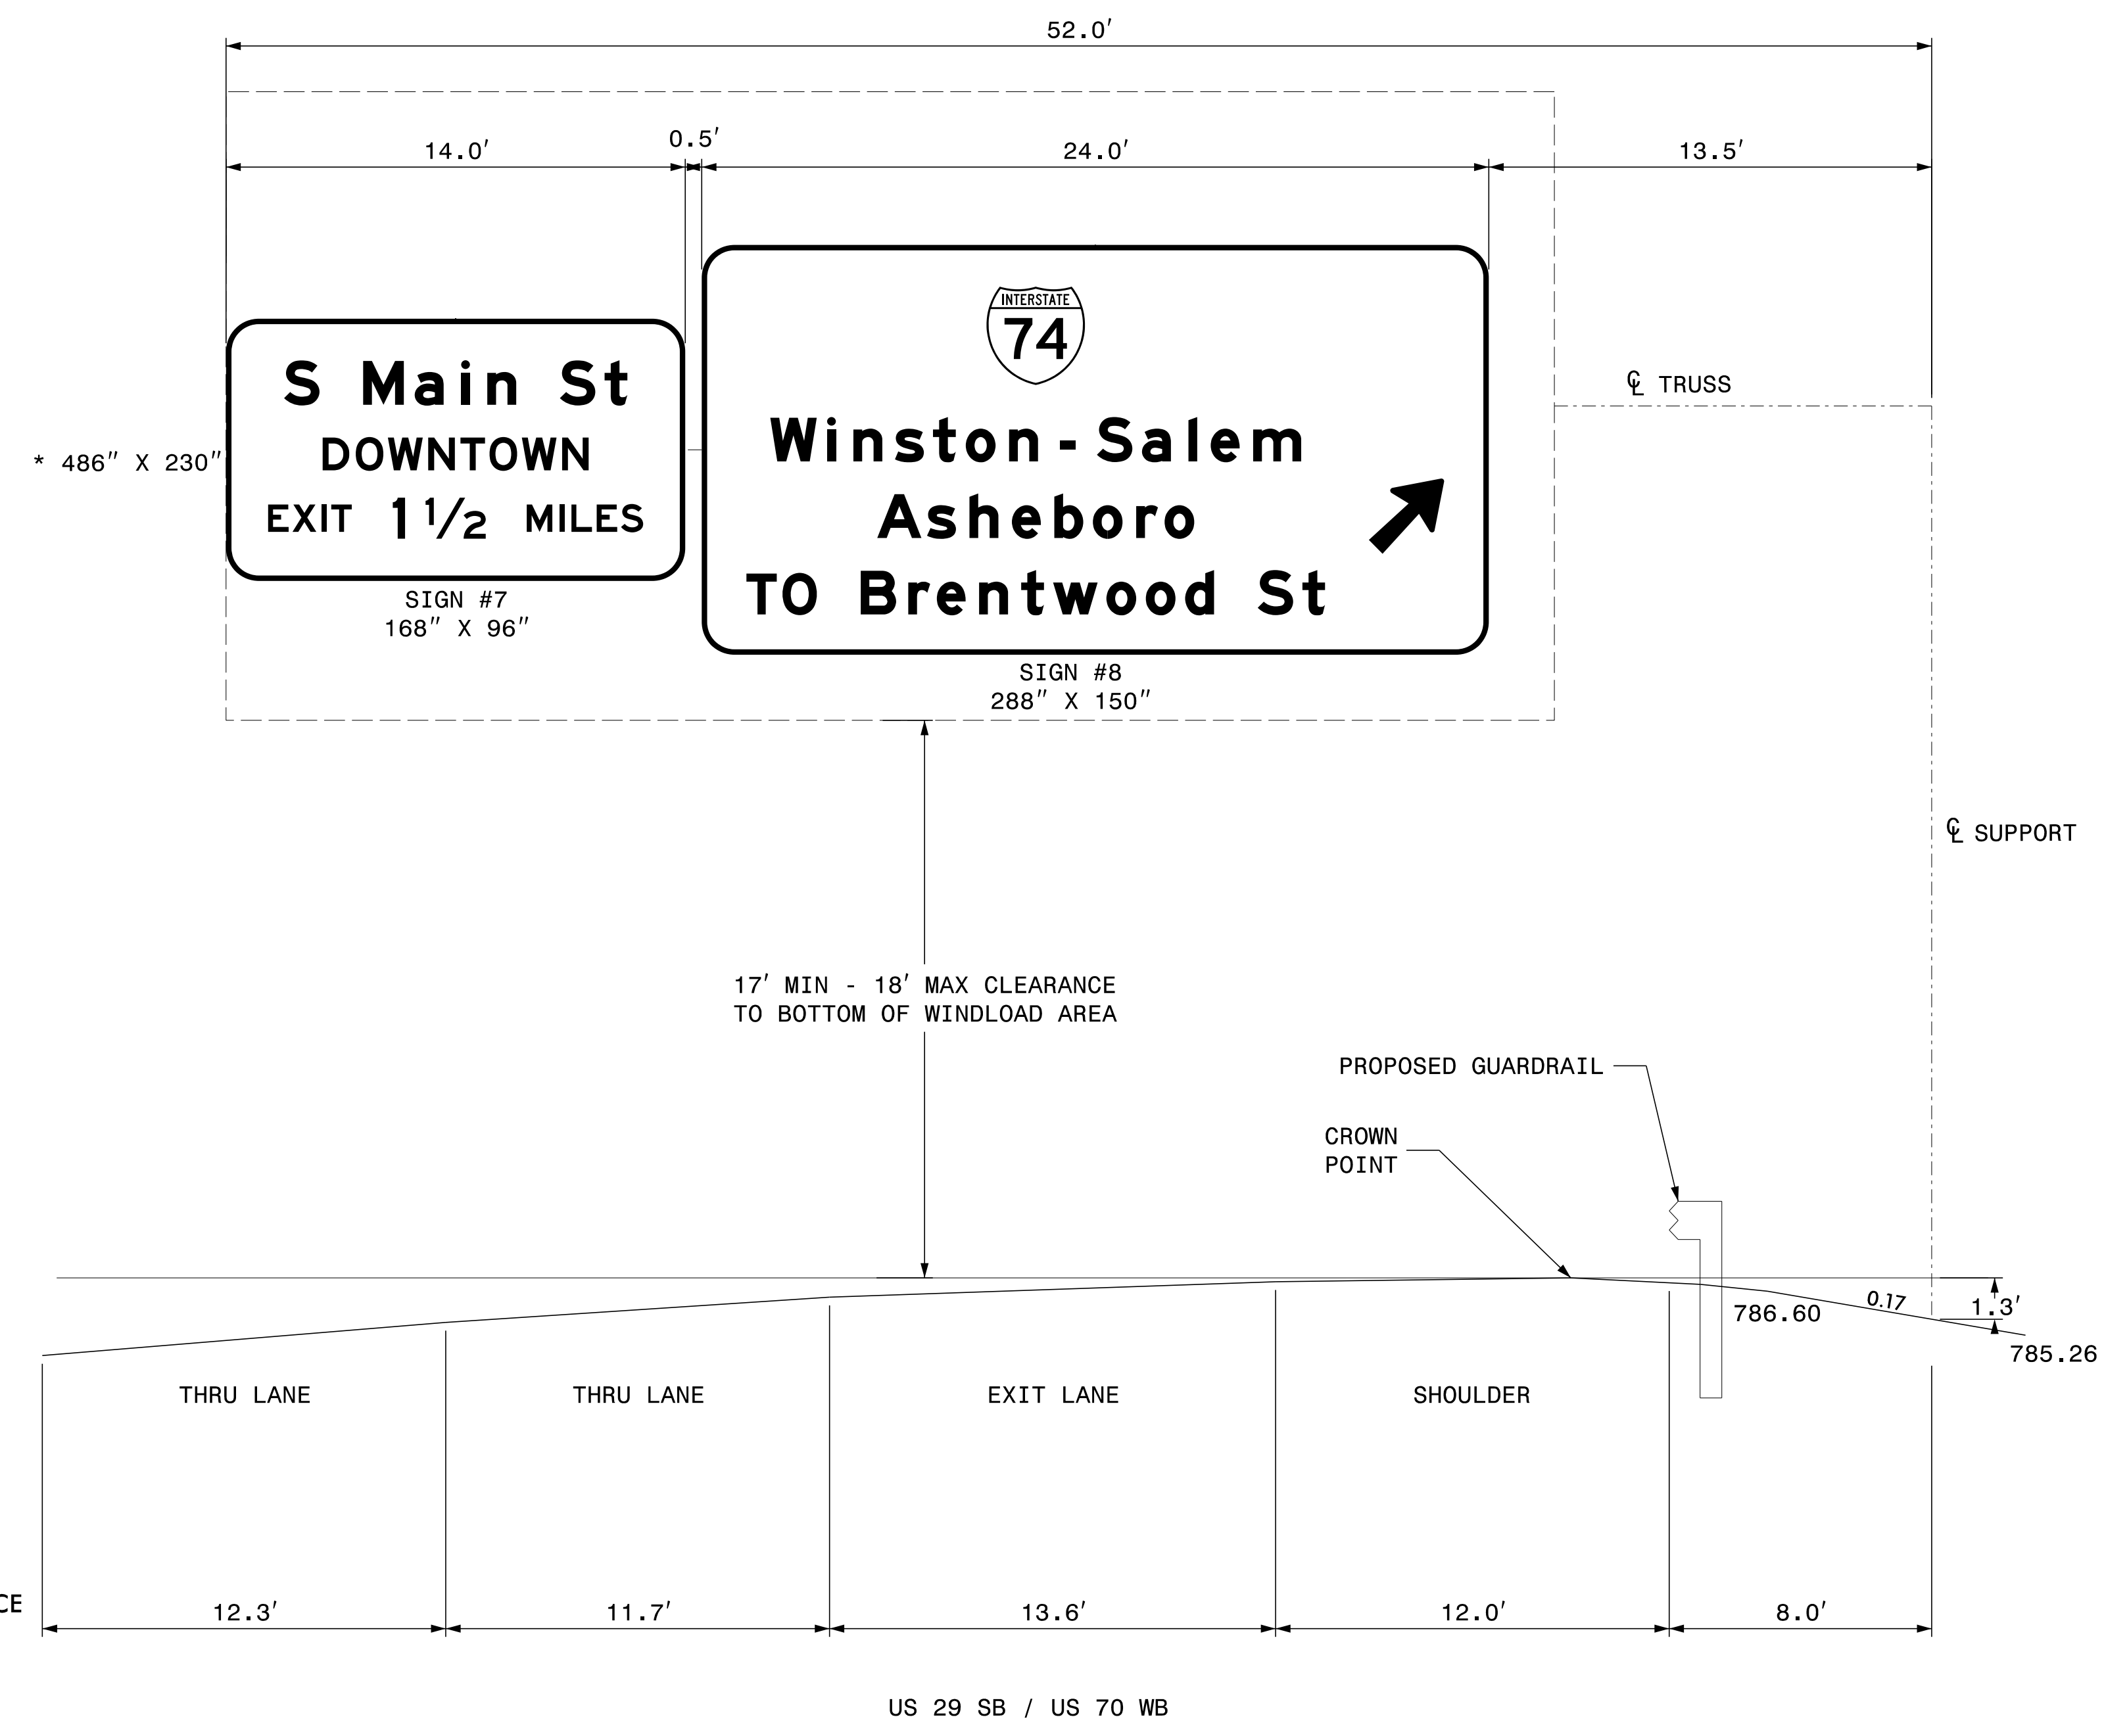 52.0′
14.0′
0.5′
24.0′
13.5′
INTERSTATE
74
S Main St
DOWNTOWN
EXIT 1 1/2 MILES
Winston-Salem
Asheboro
TO Brentwood St
℄ TRUSS
* 486″ X 230″
SIGN #7
168″ X 96″
SIGN #8
288″ X 150″
℄ SUPPORT
17′ MIN - 18′ MAX CLEARANCE
TO BOTTOM OF WINDLOAD AREA
PROPOSED GUARDRAIL
CROWN
POINT
786.60
0.17
1.3′
785.26
THRU LANE
THRU LANE
EXIT LANE
SHOULDER
CE
12.3′
11.7′
13.6′
12.0′
8.0′
US 29 SB / US 70 WB